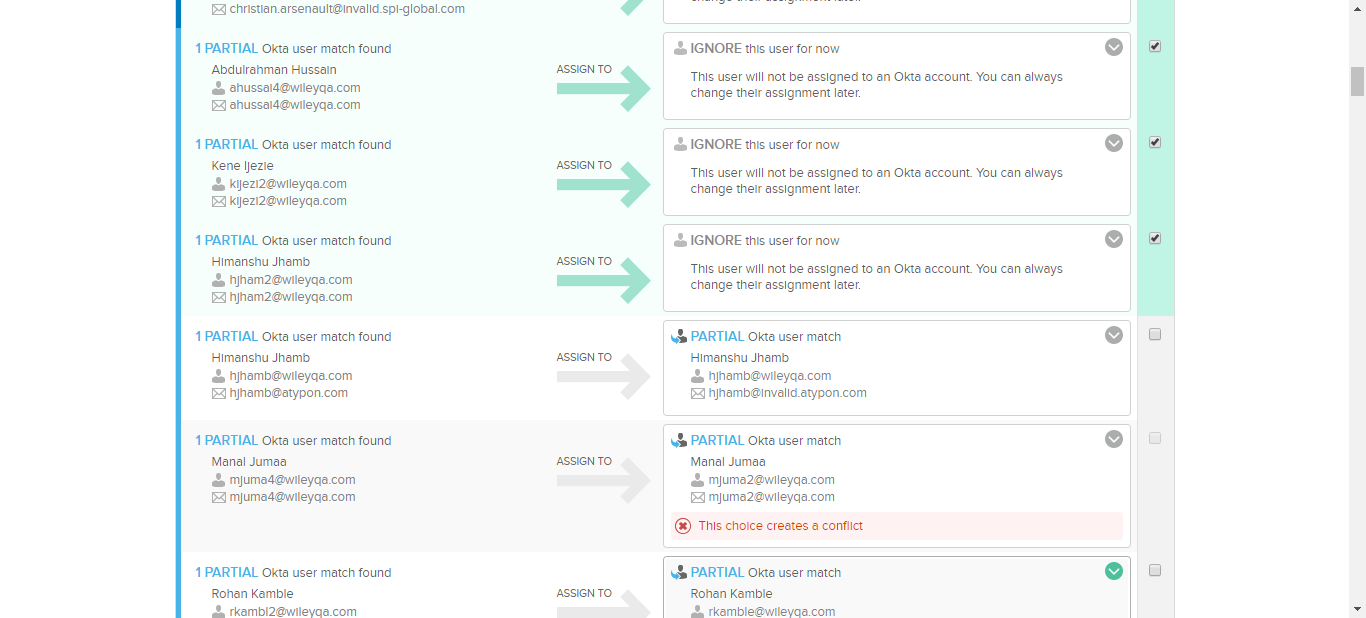 christian.arsenault@invalid.spi-global.com
change their assignment later.
1 PARTIAL Okta user match found
Abdulrahman Hussain
ahussai4@wileyqa.com
ahussai4@wileyqa.com
ASSIGN TO
IGNORE this user for now
This user will not be assigned to an Okta account. You can always
change their assignment later.
1 PARTIAL Okta user match found
Kene Ijezie
kijezi2@wileyqa.com
kijezi2@wileyqa.com
ASSIGN TO
IGNORE this user for now
This user will not be assigned to an Okta account. You can always
change their assignment later.
1 PARTIAL Okta user match found
Himanshu Jhamb
hjham2@wileyqa.com
hjham2@wileyqa.com
ASSIGN TO
IGNORE this user for now
This user will not be assigned to an Okta account. You can always
change their assignment later.
1 PARTIAL Okta user match found
Himanshu Jhamb
hjhamb@wileyqa.com
hjhamb@atypon.com
ASSIGN TO
PARTIAL Okta user match
Himanshu Jhamb
hjhamb@wileyqa.com
hjhamb@invalid.atypon.com
1 PARTIAL Okta user match found
Manal Jumaa
mjuma4@wileyqa.com
mjuma4@wileyqa.com
ASSIGN TO
PARTIAL Okta user match
Manal Jumaa
mjuma2@wileyqa.com
mjuma2@wileyqa.com
This choice creates a conflict
1 PARTIAL Okta user match found
Rohan Kamble
rkambl2@wileyqa.com
ASSIGN TO
PARTIAL Okta user match
Rohan Kamble
rkamble@wileyqa.com